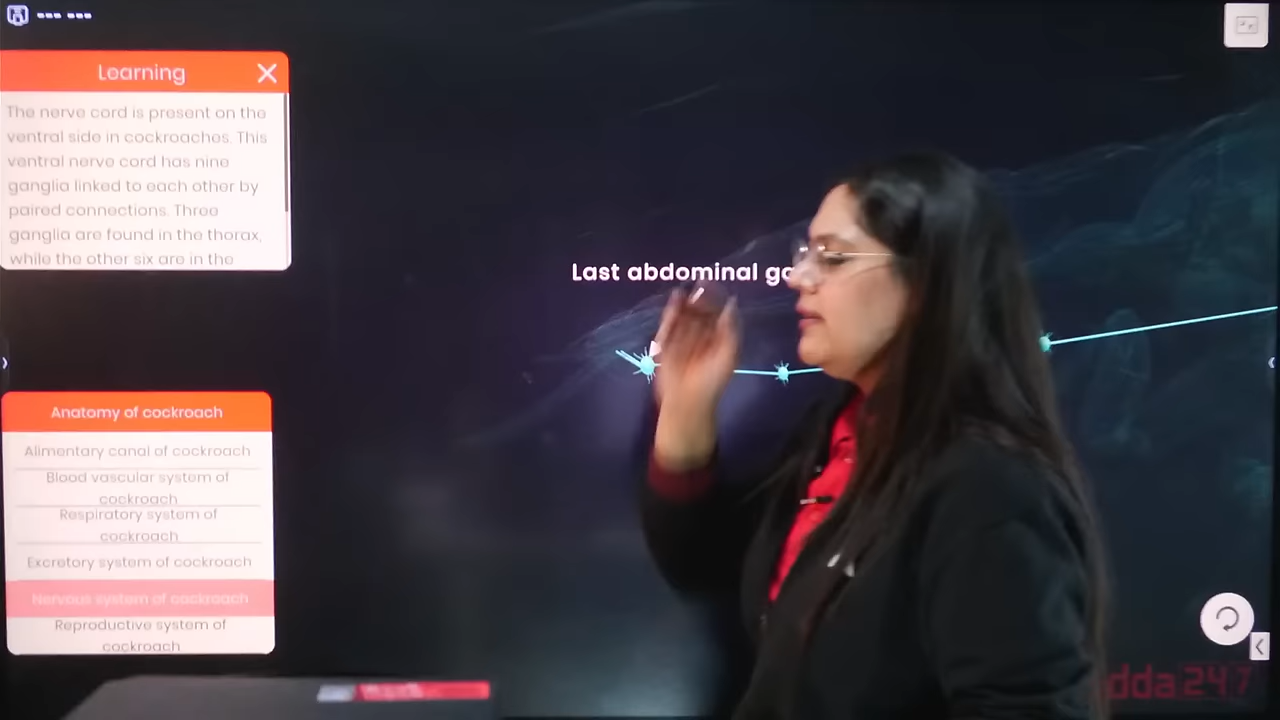 Learning
The nerve cord is present on the
ventral side in cockroaches. This
ventral nerve cord has nine
ganglia linked to each other by
paired connections. Three
ganglia are found in the thorax,
while the other six are in the
Last abdominal ga
Anatomy of cockroach
Alimentary canal of cockroach
Blood vascular system of
cockroach
Respiratory system of
cockroach
Excretory system of cockroach
Nervous system of cockroach
Reproductive system of
cockroach
dda247